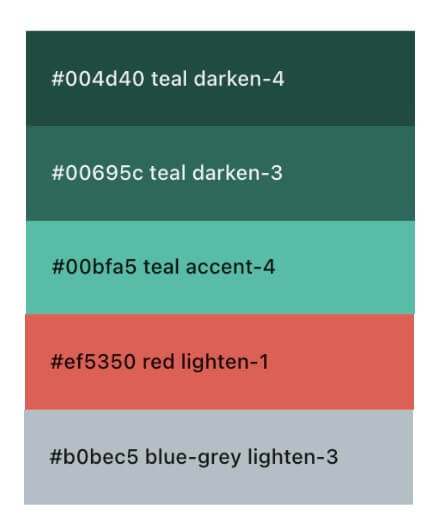 #004d40 teal darken-4
#00695c teal darken-3
#00bfa5 teal accent-4
#ef5350 red lighten-1
#b0bec5 blue-grey lighten-3